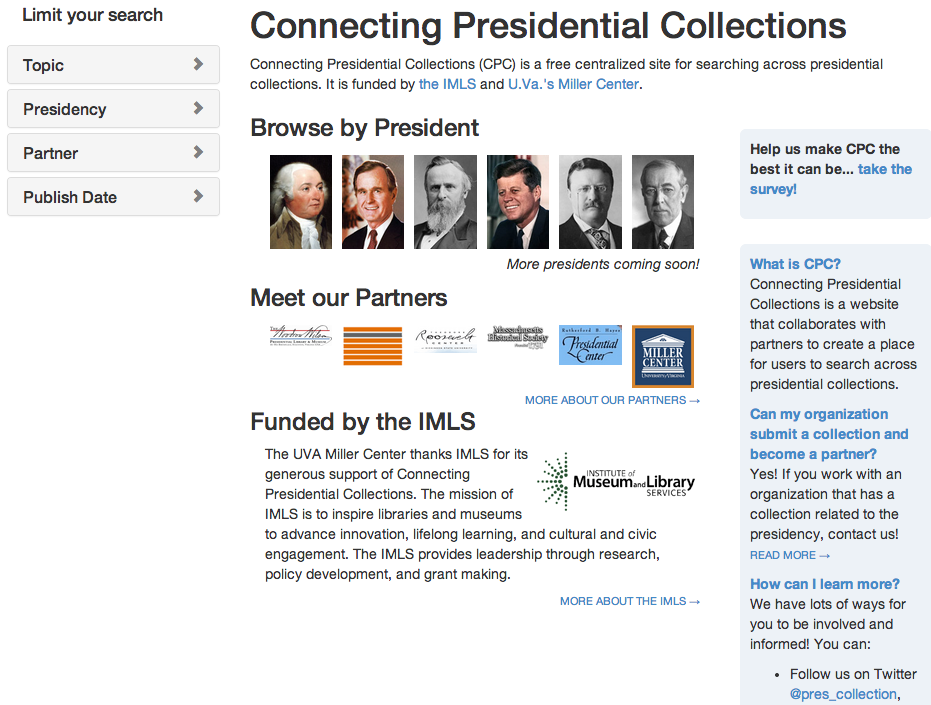 Limit your search
Topic
Presidency
Partner
Publish Date
Connecting Presidential Collections
Connecting Presidential Collections (CPC) is a free centralized site for searching across presidential
collections. It is funded by the IMLS and U.Va.'s Miller Center.
Browse by President
More presidents coming soon!
Meet our Partners
Woodrow Wilson
Roosevelt
CENTER
Massachusetts
Historical Society
Rutherford B. Hayes
Presidential
Center
MILLER
CENTER
UNIVERSITY of VIRGINIA
MORE ABOUT OUR PARTNERS →
Funded by the IMLS
The UVA Miller Center thanks IMLS for its
generous support of Connecting
Presidential Collections. The mission of
IMLS is to inspire libraries and museums
to advance innovation, lifelong learning, and cultural and civic
engagement. The IMLS provides leadership through research,
policy development, and grant making.
INSTITUTE of
Museum and Library
SERVICES
MORE ABOUT THE IMLS →
Help us make CPC the
best it can be... take the
survey!
What is CPC?
Connecting Presidential
Collections is a website
that collaborates with
partners to create a place
for users to search across
presidential collections.
Can my organization
submit a collection and
become a partner?
Yes! If you work with an
organization that has a
collection related to the
presidency, contact us!
READ MORE →
How can I learn more?
We have lots of ways for
you to be involved and
informed! You can:
• Follow us on Twitter
@pres_collection,